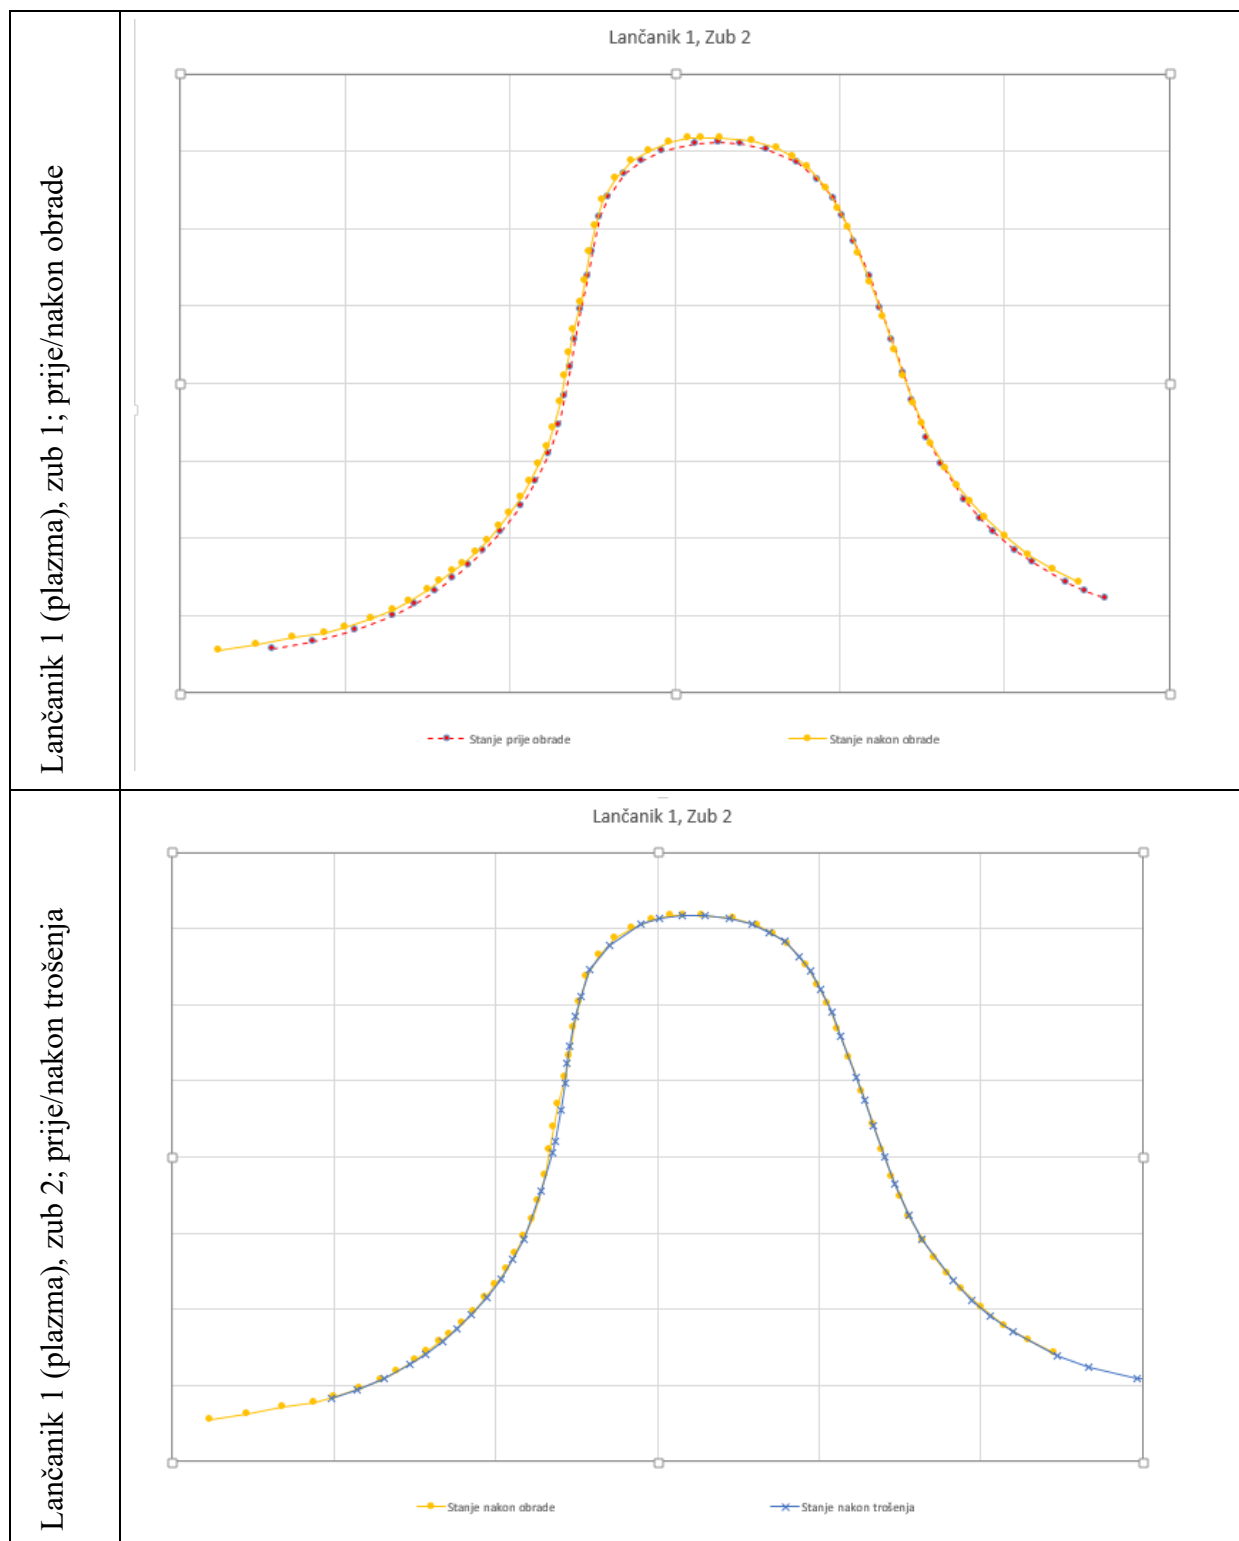 Lančanik 1 (plazma), zub 1; prije/nakon obrade
Lančanik 1, Zub 2
Stanje prije obrade
Stanje nakon obrade
Lančanik 1 (plazma), zub 2; prije/nakon trošenja
Lančanik 1, Zub 2
Stanje nakon obrade
Stanje nakon trošenja